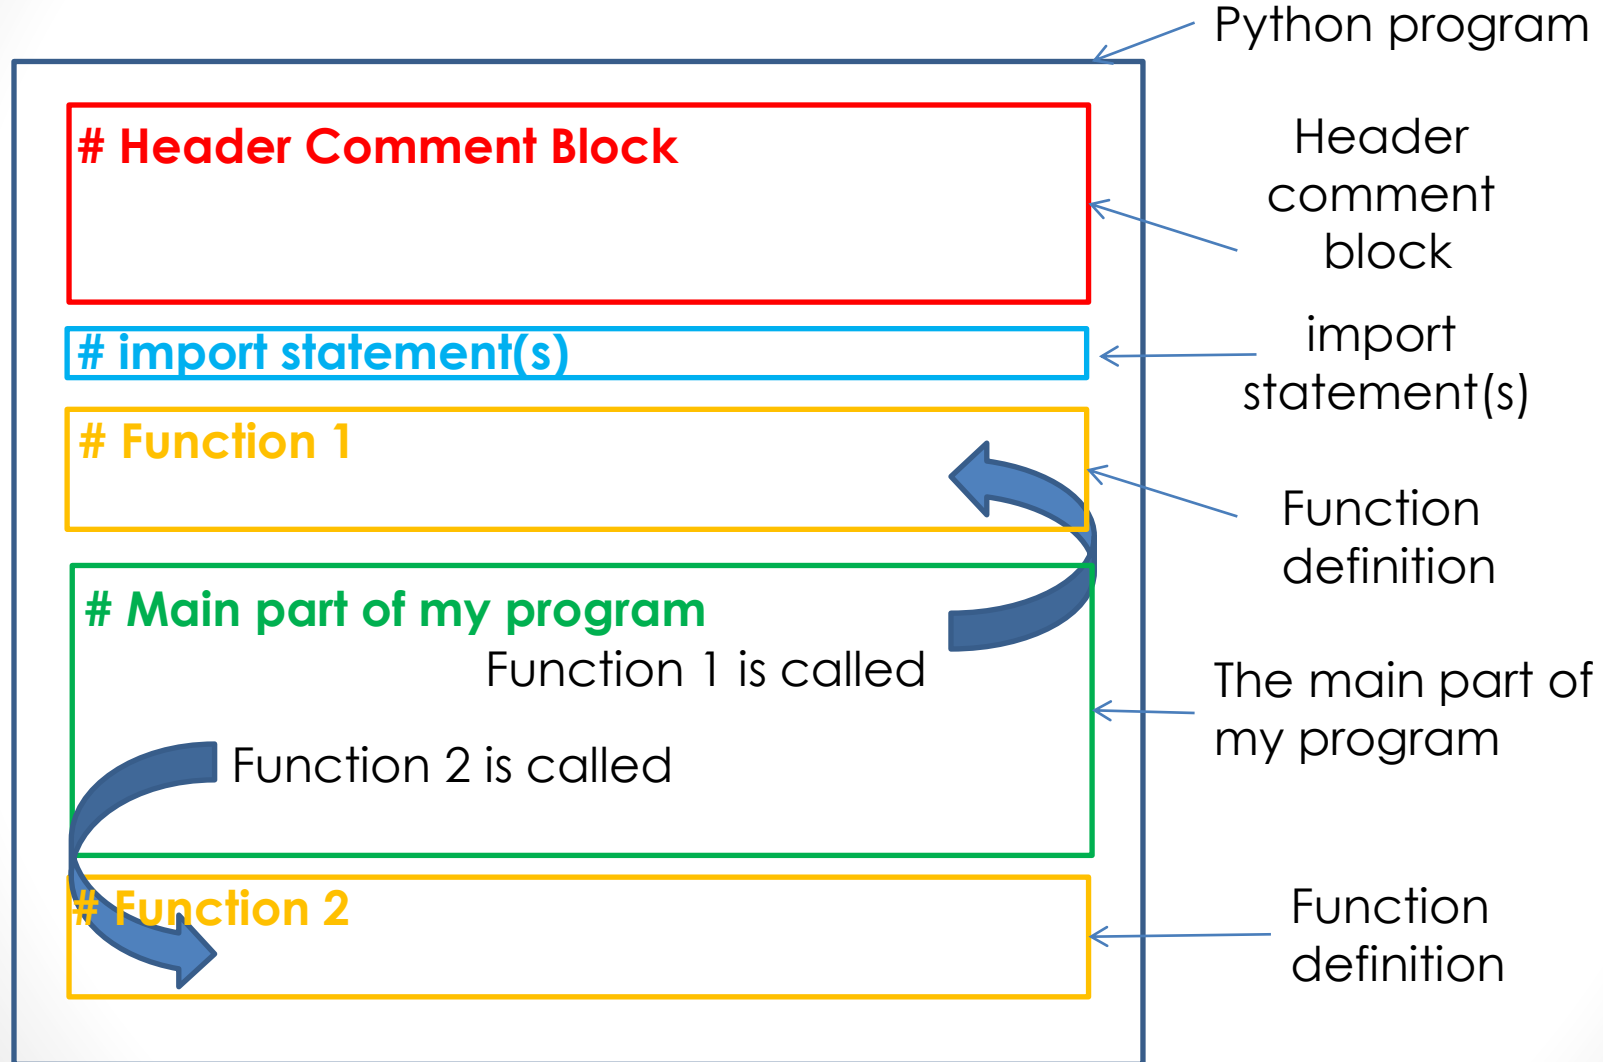 Python program
# Header Comment Block
Header
comment
block
# import statement(s)
import
statement(s)
# Function 1
Function
definition
# Main part of my program
Function 1 is called
The main part of
my program
Function 2 is called
# Function 2
Function
definition